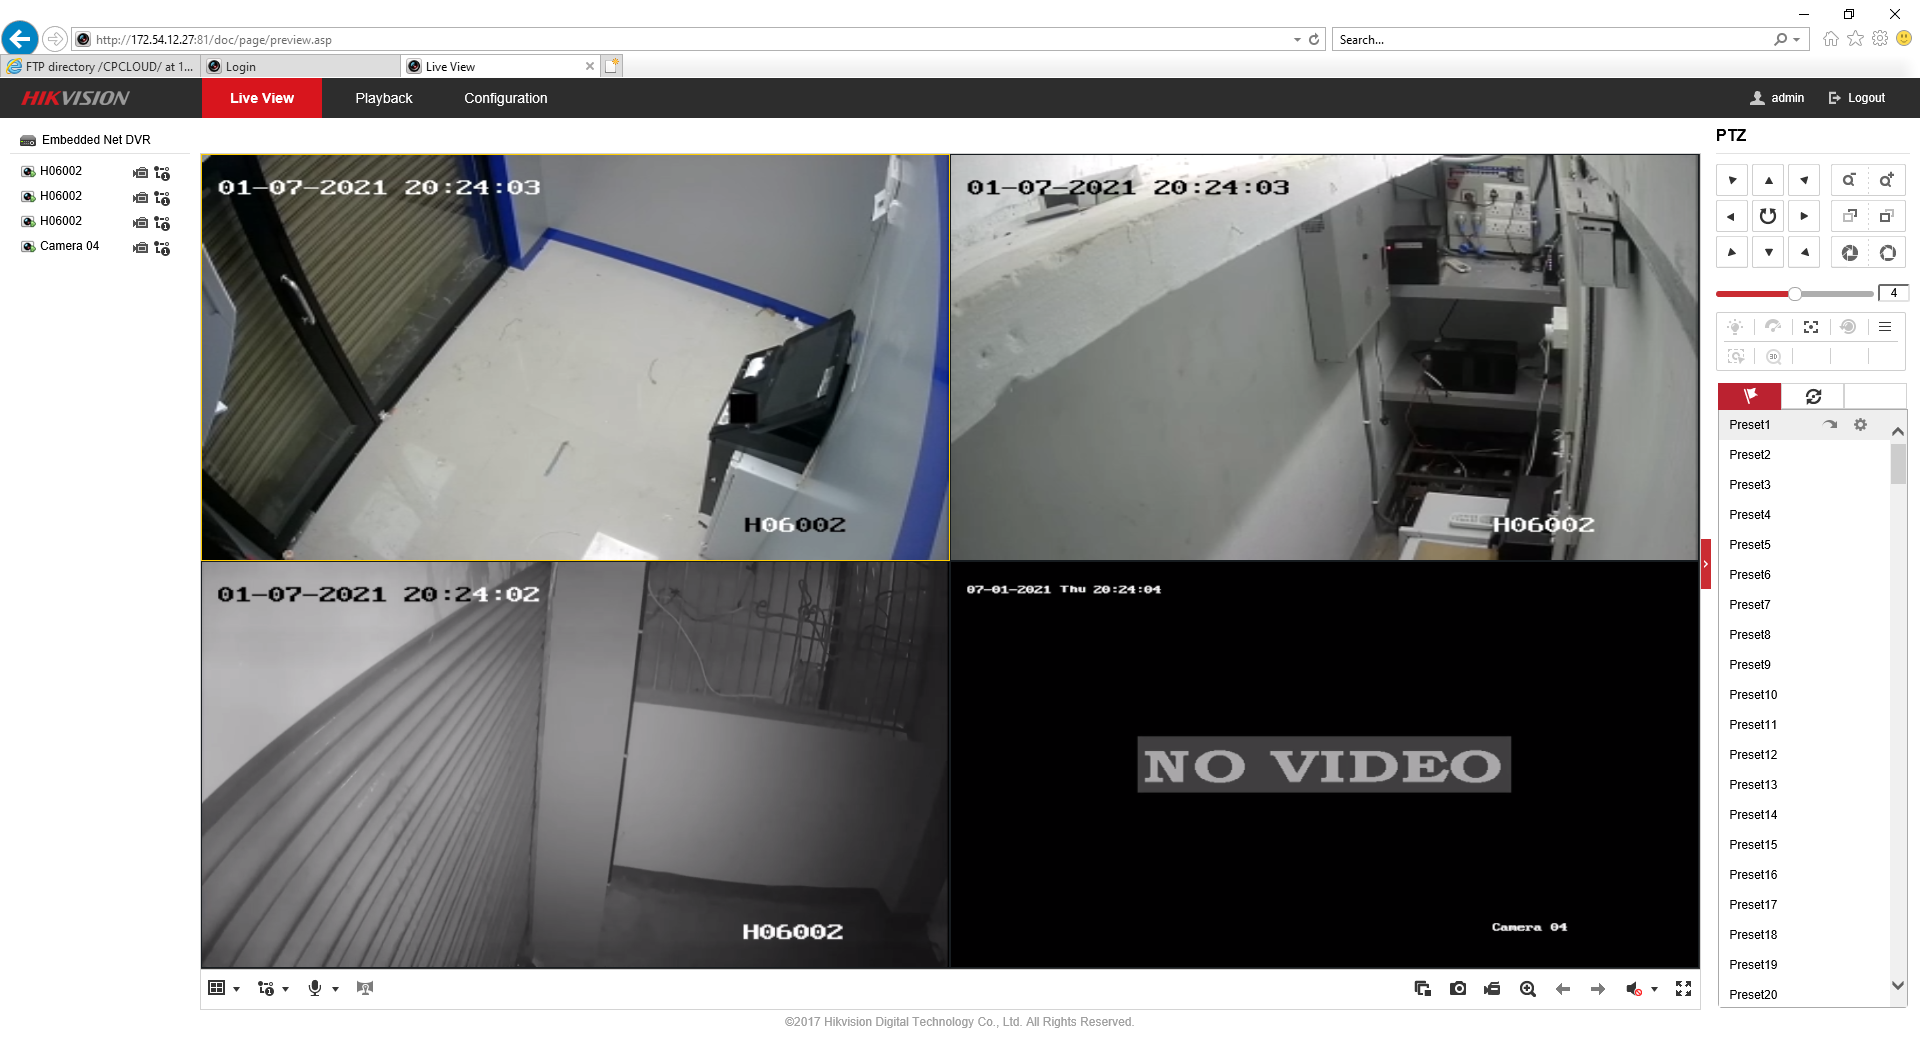 http://172.54.12.27:81/doc/page/preview.asp
Search...
FTP directory /CPCLOUD/ at 1...
Login
Live View
HIKVISION
Live View
Playback
Configuration
admin
Logout
Embedded Net DVR
H06002
H06002
H06002
Camera 04
01-07-2021 20:24:03
H06002
01-07-2021 20:24:03
H06002
01-07-2021 20:24:02
H06002
07-01-2021 Thu 20:24:04
NO VIDEO
Camera 04
PTZ
4
3D
Preset1
Preset2
Preset3
Preset4
Preset5
Preset6
Preset7
Preset8
Preset9
Preset10
Preset11
Preset12
Preset13
Preset14
Preset15
Preset16
Preset17
Preset18
Preset19
Preset20
©2017 Hikvision Digital Technology Co., Ltd. All Rights Reserved.